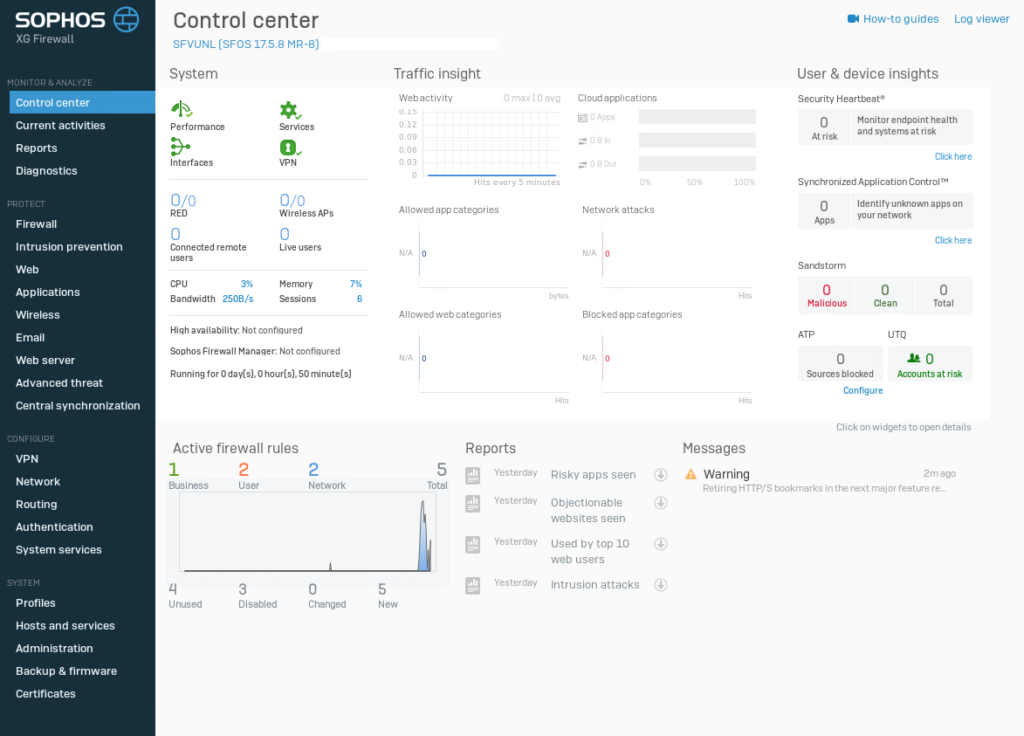 SOPHOS
XG Firewall
MONITOR & ANALYZE
Control center
Current activities
Reports
Diagnostics
PROTECT
Firewall
Intrusion prevention
Web
Applications
Wireless
Email
Web server
Advanced threat
Central synchronization
CONFIGURE
VPN
Network
Routing
Authentication
System services
SYSTEM
Profiles
Hosts and services
Administration
Backup & firmware
Certificates
Control center
How-to guides
Log viewer
SFVUNL (SFOS 17.5.8 MR-8)
System
Performance
Services
Interfaces
VPN
0/0
RED
0/0
Wireless APs
0
Connected remote
users
0
Live users
CPU 3%
Memory 7%
Bandwidth 250B/s
Sessions 6
High availability: Not configured
Sophos Firewall Manager: Not configured
Running for 0 day(s), 0 hour(s), 50 minute(s)
Traffic insight
Web activity
0 max | 0 avg
0.15
0.12
0.09
0.06
0.03
0
Hits every 5 minutes
Cloud applications
0 Apps
0 B In
0 B Out
0% 50% 100%
Allowed app categories
N/A 0
bytes
Network attacks
N/A 0
Hits
Allowed web categories
N/A 0
Hits
Blocked app categories
N/A 0
Hits
User & device insights
Security Heartbeat®
0
At risk
Monitor endpoint health
and systems at risk
Click here
Synchronized Application Control™
0
Apps
Identify unknown apps on
your network
Click here
Sandstorm
0
Malicious
0
Clean
0
Total
ATP
0
Sources blocked
UTQ
0
Accounts at risk
Configure
Click on widgets to open details
Active firewall rules
1
Business
2
User
2
Network
5
Total
4
Unused
3
Disabled
0
Changed
5
New
Reports
Yesterday Risky apps seen
Yesterday Objectionable
websites seen
Yesterday Used by top 10
web users
Yesterday Intrusion attacks
Messages
Warning 2m ago
Retiring HTTP/S bookmarks in the next major feature re...